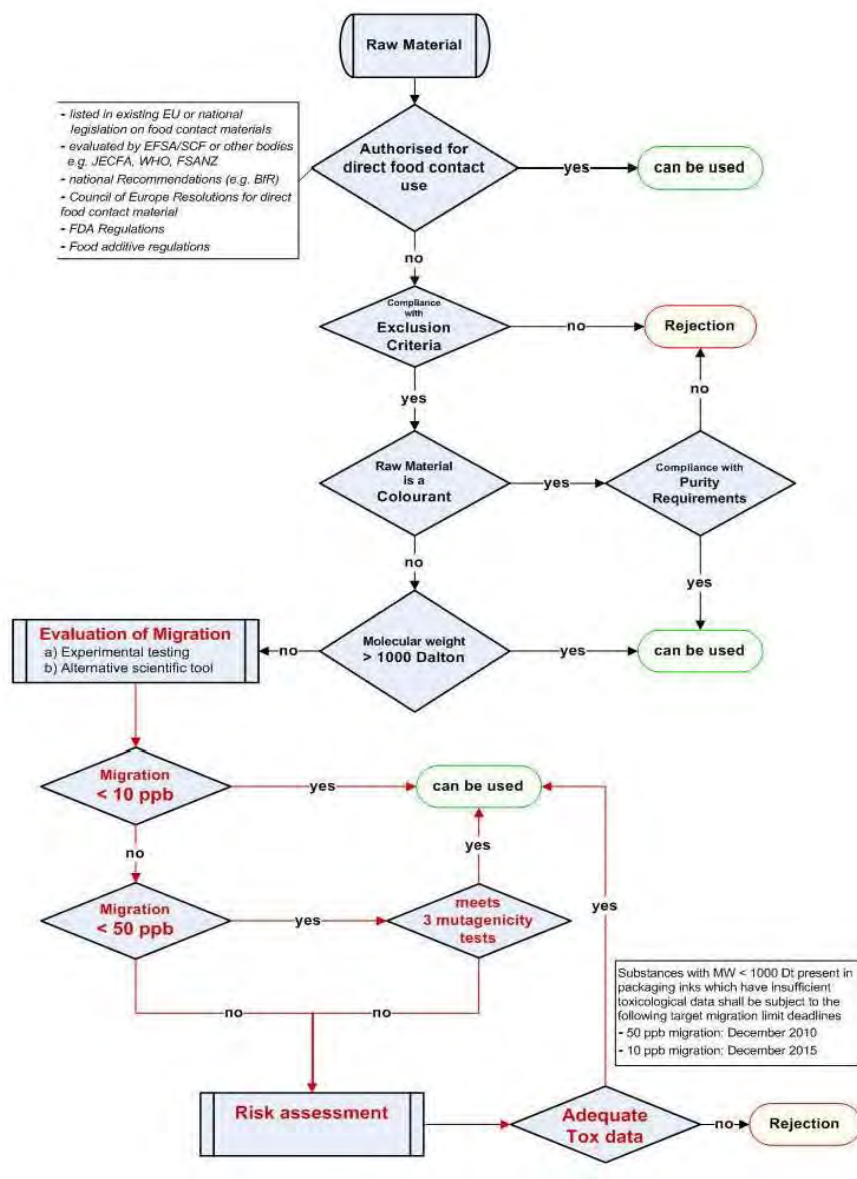 Raw Material
- listed in existing EU or national
legislation on food contact materials
- evaluated by EFSA/SCF or other bodies
e.g. JECFA, WHO, FSANZ
- national Recommendations (e.g. BfR)
- Council of Europe Resolutions for direct
food contact material
- FDA Regulations
- Food additive regulations
Authorised for
direct food contact
use
yes
can be used
no
Compliance
with
Exclusion
Criteria
no
Rejection
yes
no
Raw Material
is a
Colourant
yes
Compliance with
Purity
Requirements
no
yes
Evaluation of Migration
a) Experimental testing
b) Alternative scientific tool
no
Molecular weight
> 1000 Dalton
yes
can be used
Migration
< 10 ppb
yes
can be used
no
yes
Migration
< 50 ppb
yes
meets
3 mutagenicity
tests
yes
Substances with MW < 1000 Dt present in
packaging inks which have insufficient
toxicological data shall be subject to the
following target migration limit deadlines
- 50 ppb migration: December 2010
- 10 ppb migration: December 2015
no
no
Risk assessment
Adequate
Tox data
no
Rejection